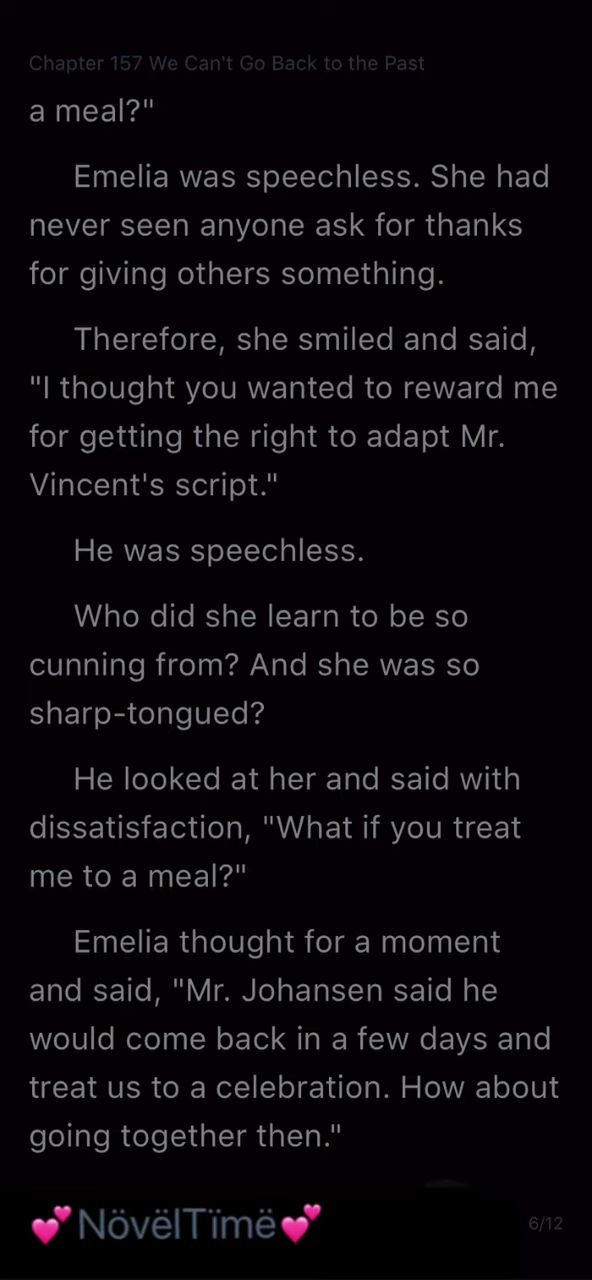 Chapter 157 We Can't Go Back to the Past
a meal?"
Emelia was speechless. She had
never seen anyone ask for thanks
for giving others something.
Therefore, she smiled and said,
"I thought you wanted to reward me
for getting the right to adapt Mr.
Vincent's script."
He was speechless.
Who did she learn to be so
cunning from? And she was so
sharp-tongued?
He looked at her and said with
dissatisfaction, "What if you treat
me to a meal?"
Emelia thought for a moment
and said, "Mr. Johansen said he
would come back in a few days and
treat us to a celebration. How about
going together then."
💕NövëlTïmë💕
6/12